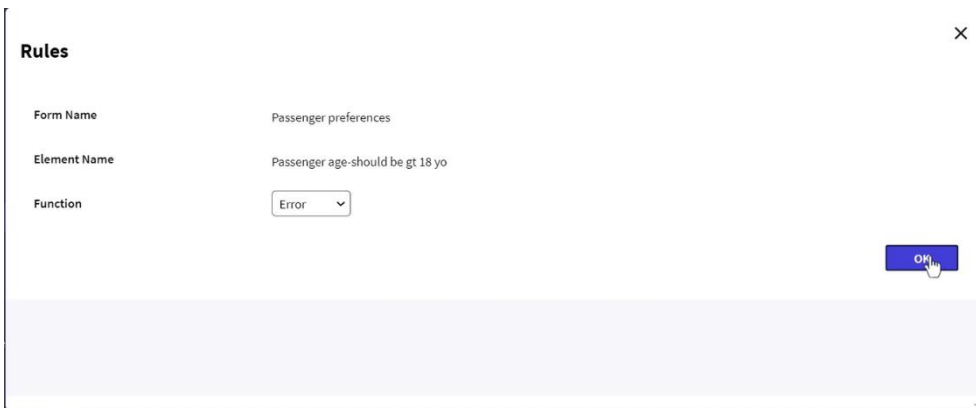 Rules
Form Name
Passenger preferences
Element Name
Passenger age-should be gt 18 yo
Function
Error
OK